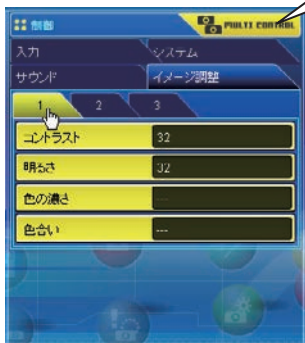 制御 MULTI CONTROL
入力 システム
サウンド イメージ調整
1 2 3
コントラスト 32
明るさ 32
色の濃さ ---
色合い ---